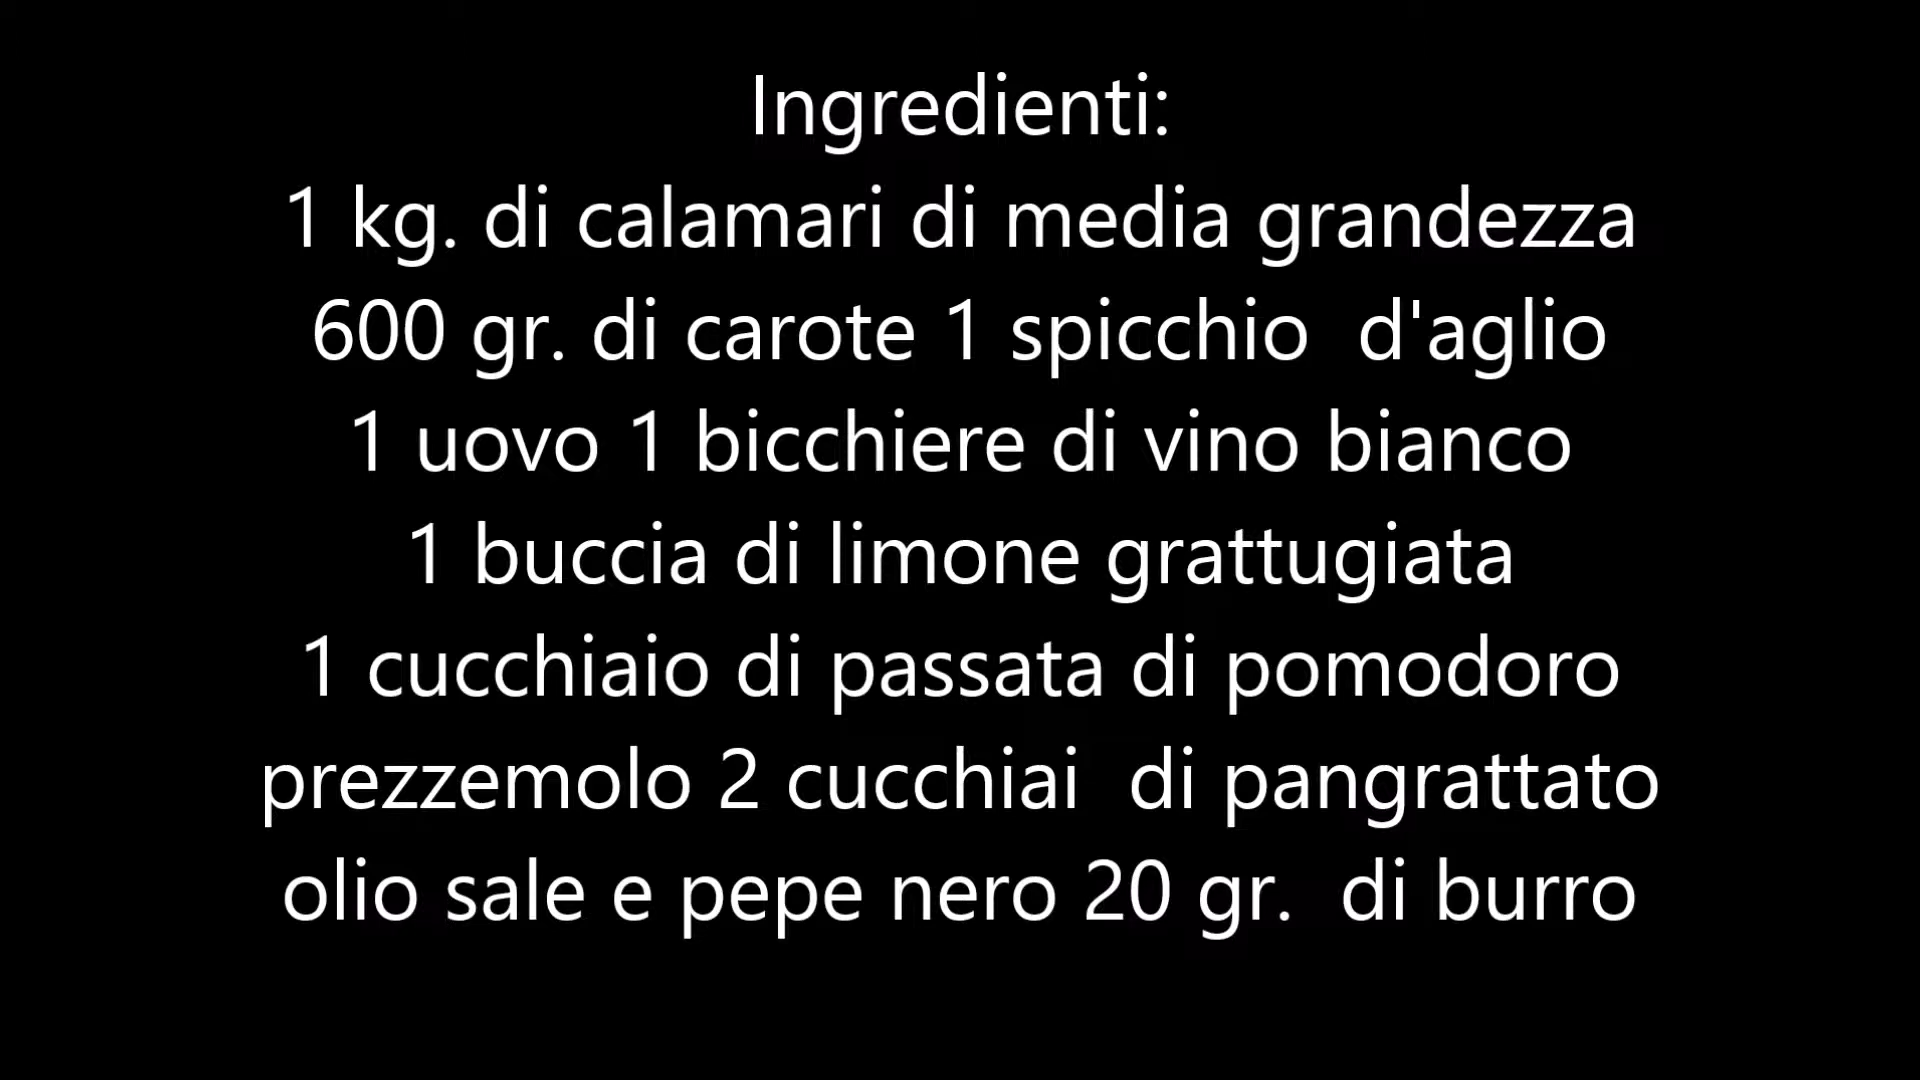 Ingredienti:
1 kg. di calamari di media grandezza
600 gr. di carote 1 spicchio  d'aglio
1 uovo 1 bicchiere di vino bianco
1 buccia di limone grattugiata
1 cucchiaio di passata di pomodoro
prezzemolo 2 cucchiai  di pangrattato
olio sale e pepe nero 20 gr.  di burro